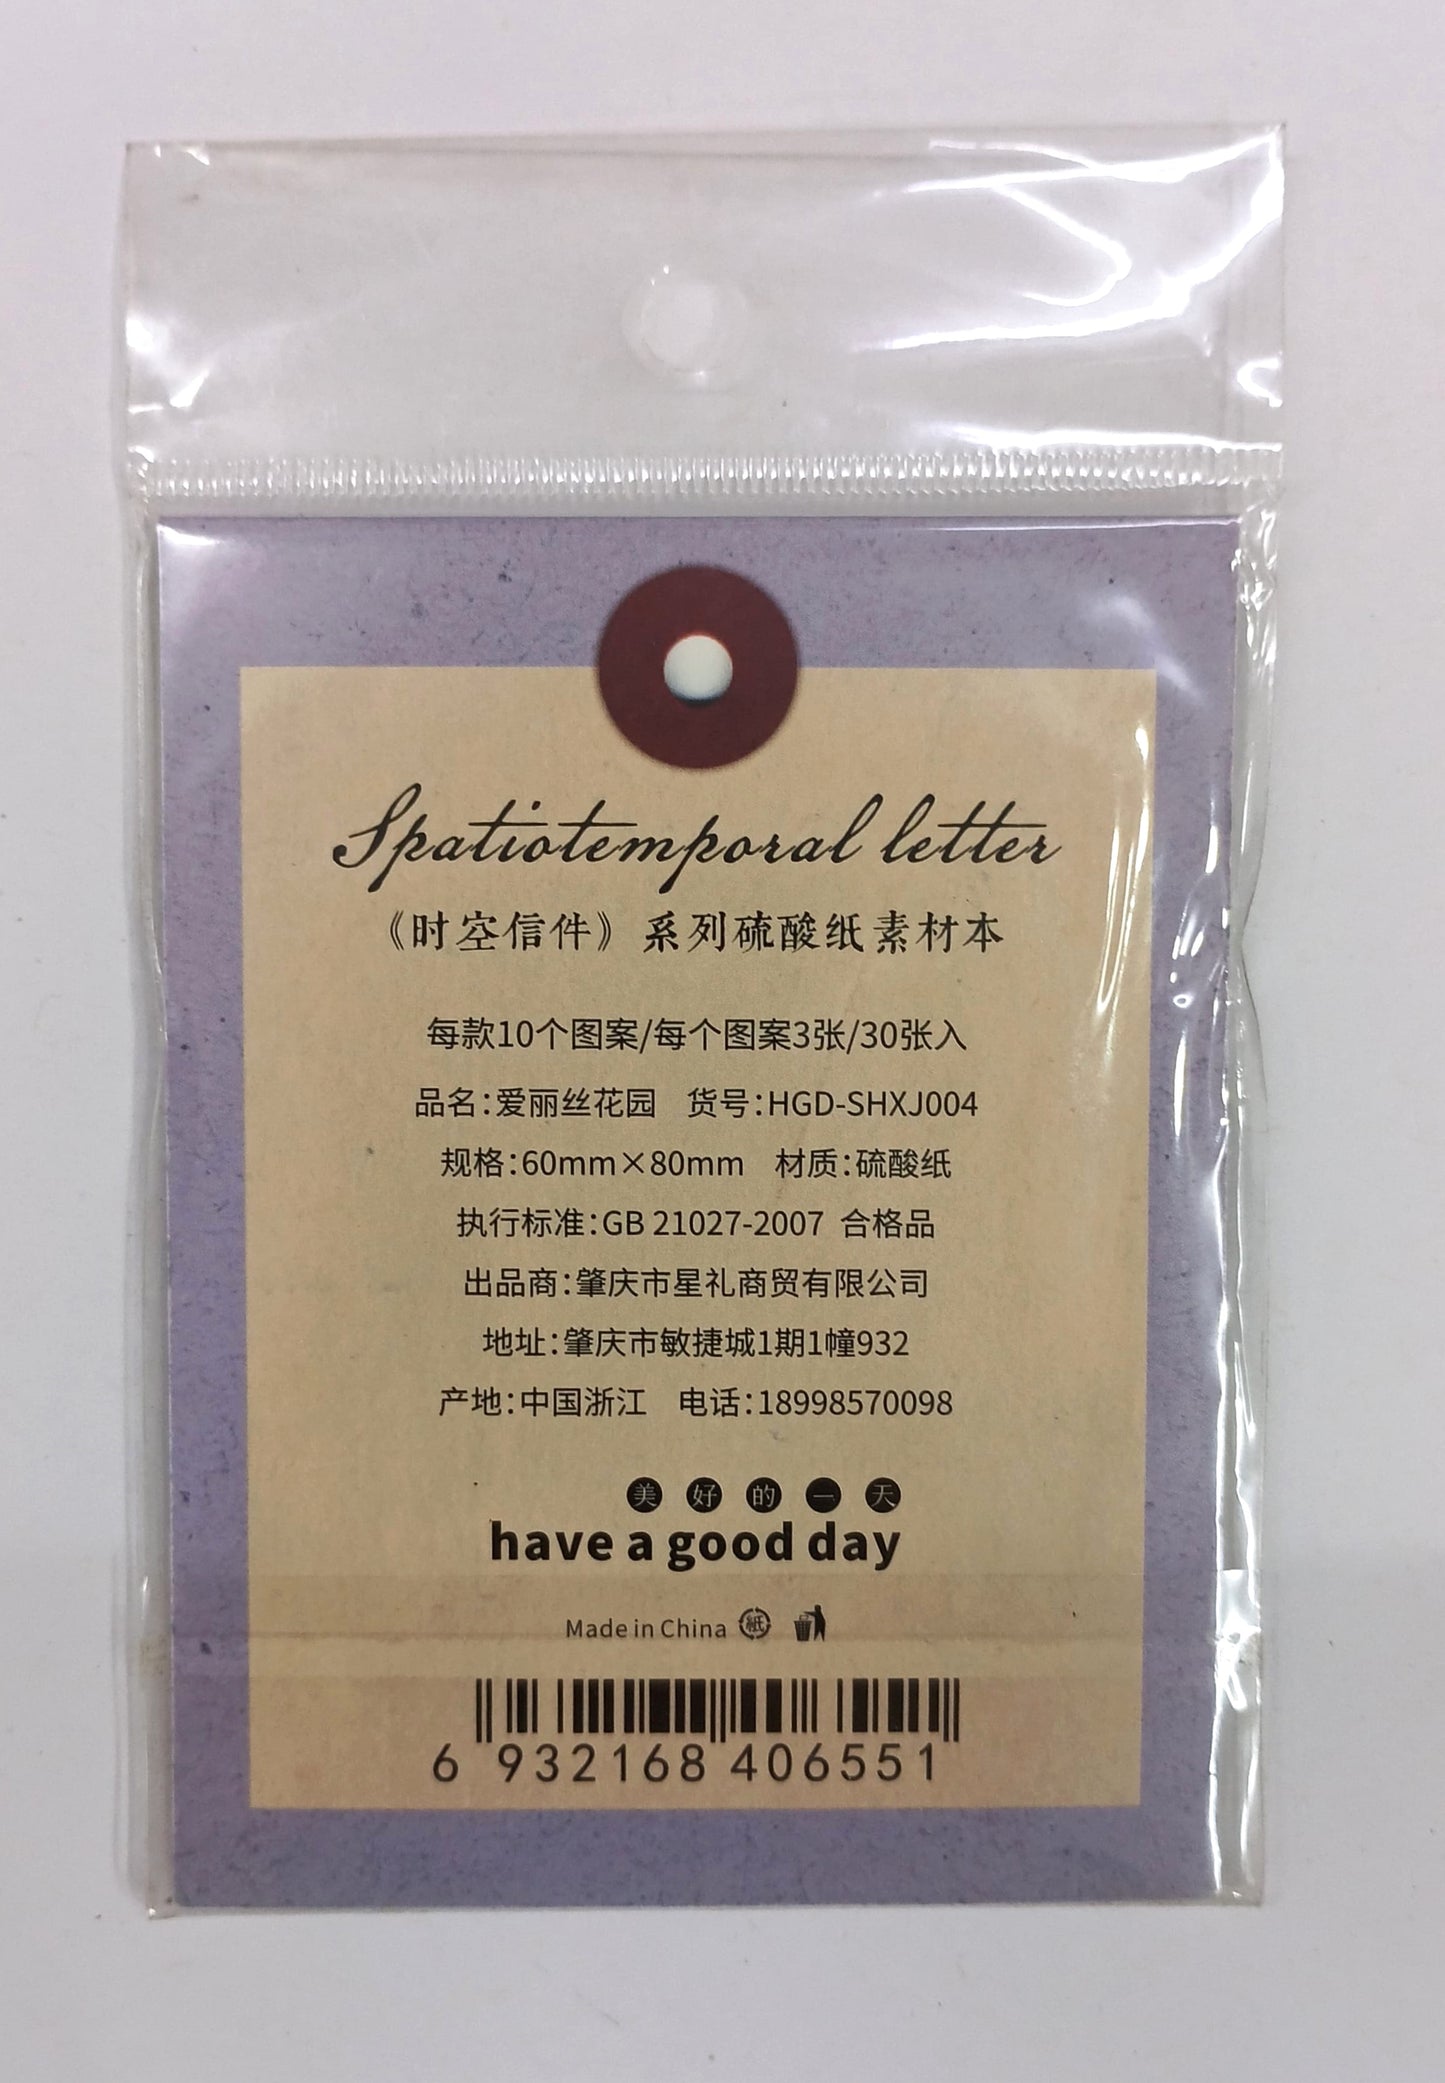 Spatiotemporal letter
《时空信件》系列硫酸纸素材本
每款10个图案/每个图案3张/30张入
品名:爱丽丝花园 货号:HGD-SHXJ004
规格:60mm×80mm 材质:硫酸纸
执行标准:GB 21027-2007 合格品
出品商:肇庆市星礼商贸有限公司
地址:肇庆市敏捷城1期1幢932
产地:中国浙江 电话:18998570098
美好的一天
have a good day
Made in China 紙
6 932168 406551